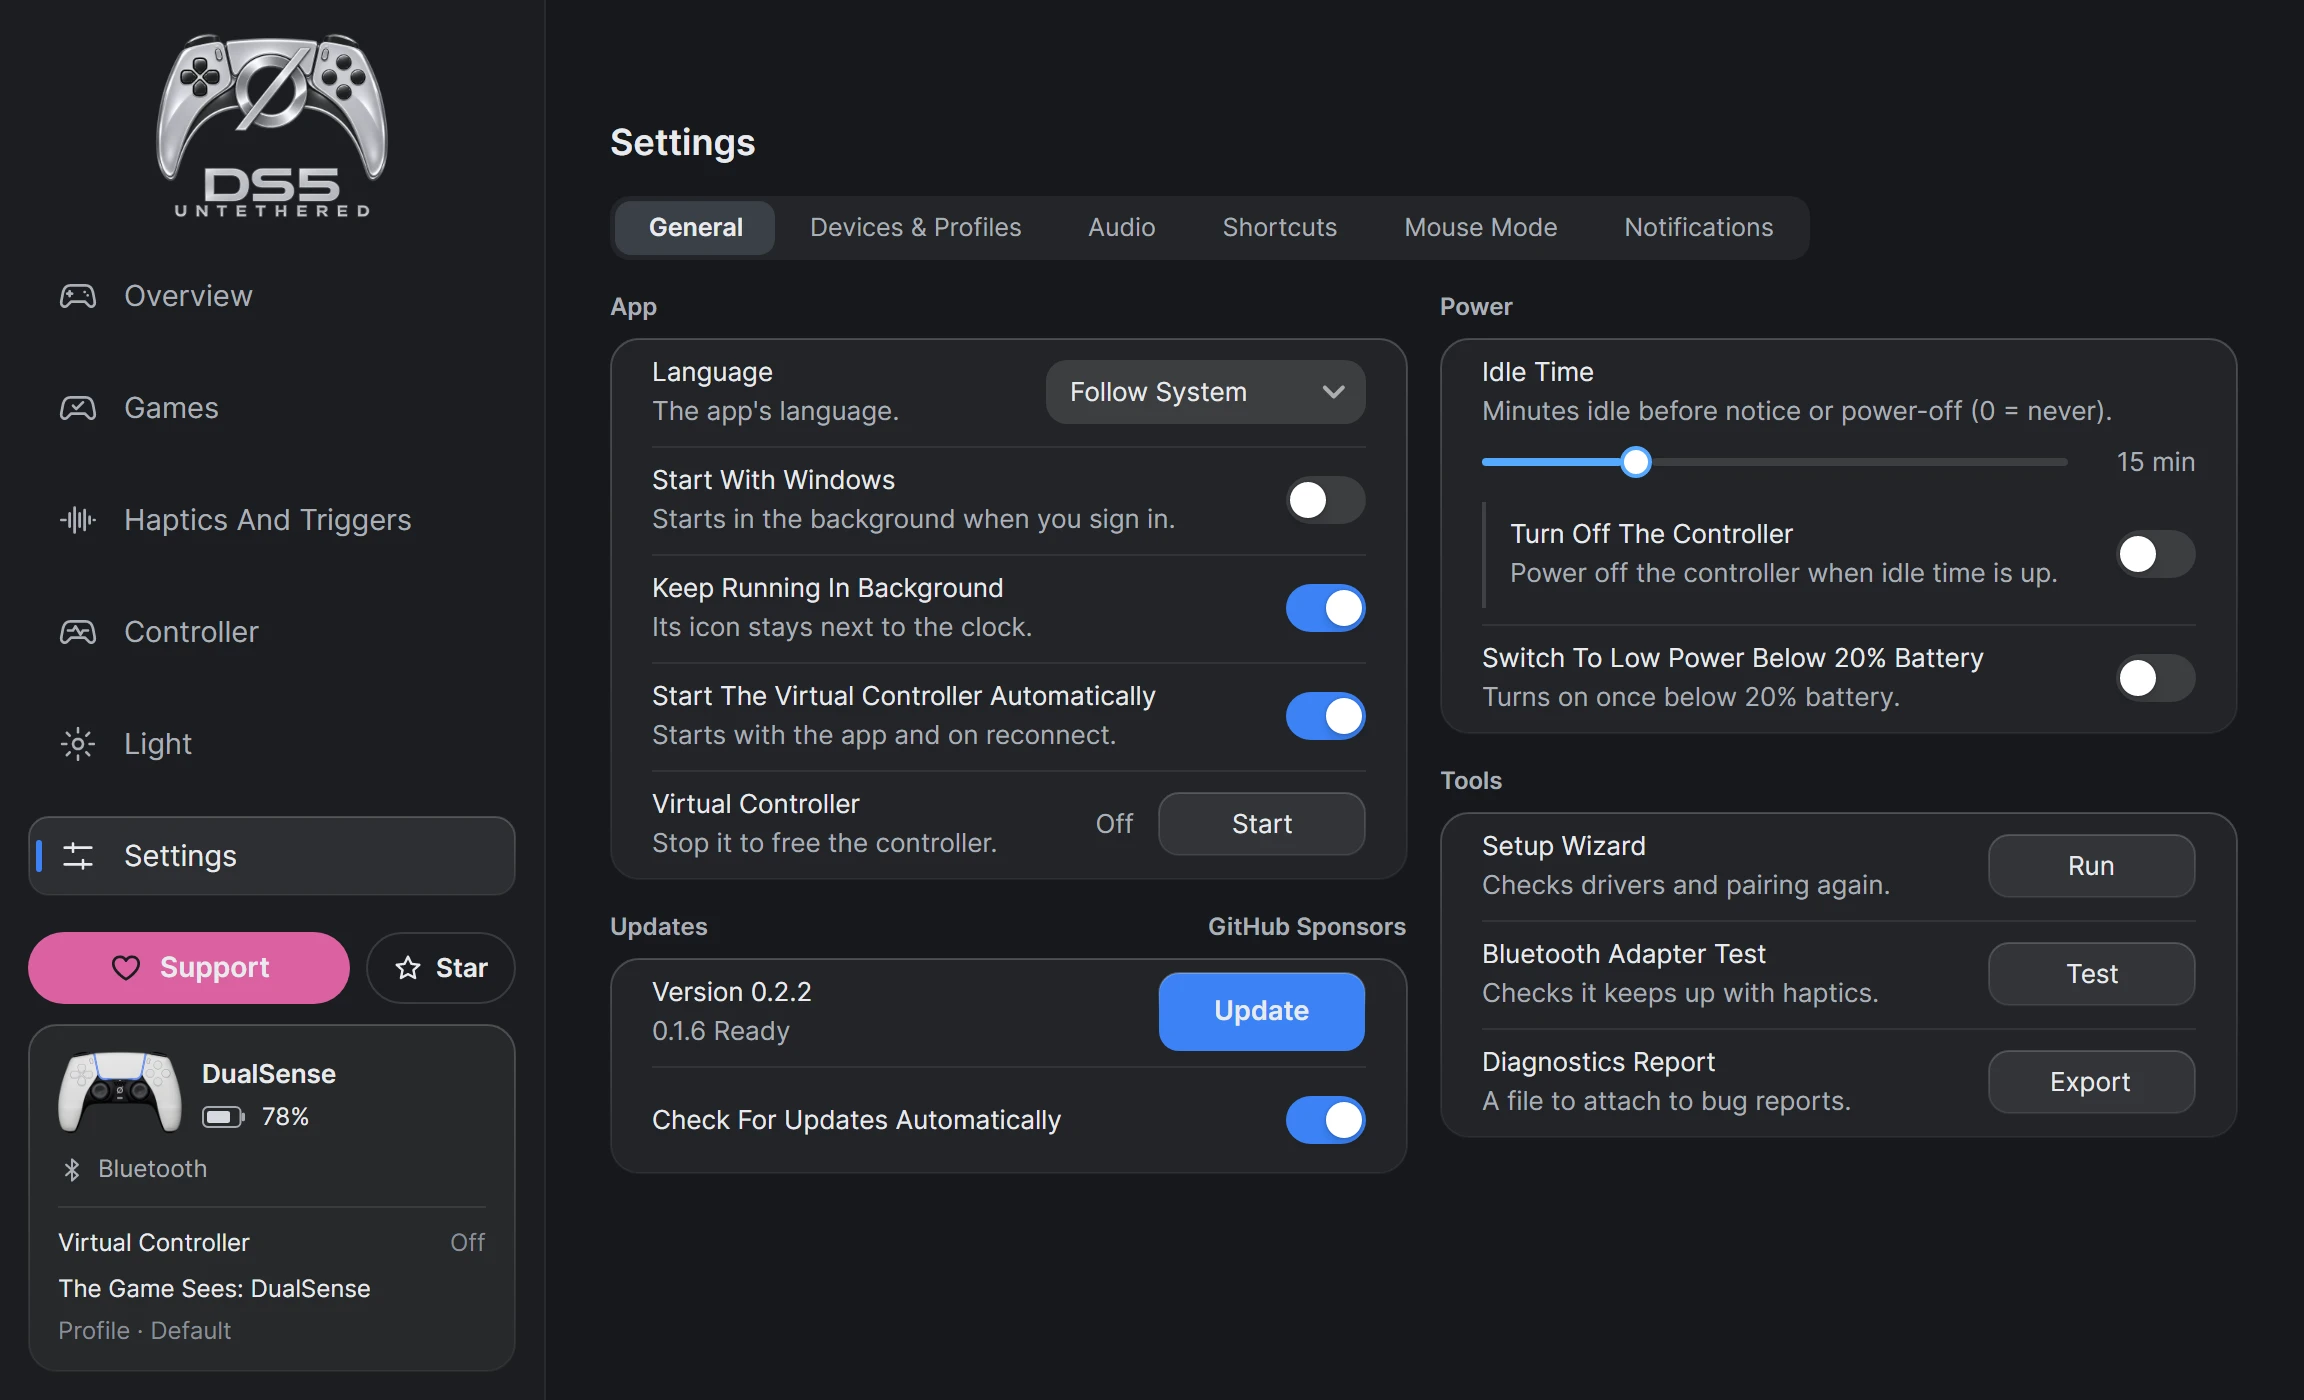 DS5
UNTETHERED
Overview
Games
Haptics And Triggers
Controller
Light
Settings
Support
Star
DualSense
78%
Bluetooth
Virtual Controller Off
The Game Sees: DualSense
Profile · Default
Settings
General Devices & Profiles Audio Shortcuts Mouse Mode Notifications
App
Language
The app's language.
Follow System
Start With Windows
Starts in the background when you sign in.
Keep Running In Background
Its icon stays next to the clock.
Start The Virtual Controller Automatically
Starts with the app and on reconnect.
Virtual Controller
Stop it to free the controller.
Off
Start
Updates
GitHub Sponsors
Version 0.2.2
0.1.6 Ready
Update
Check For Updates Automatically
Power
Idle Time
Minutes idle before notice or power-off (0 = never).
15 min
Turn Off The Controller
Power off the controller when idle time is up.
Switch To Low Power Below 20% Battery
Turns on once below 20% battery.
Tools
Setup Wizard
Checks drivers and pairing again.
Run
Bluetooth Adapter Test
Checks it keeps up with haptics.
Test
Diagnostics Report
A file to attach to bug reports.
Export